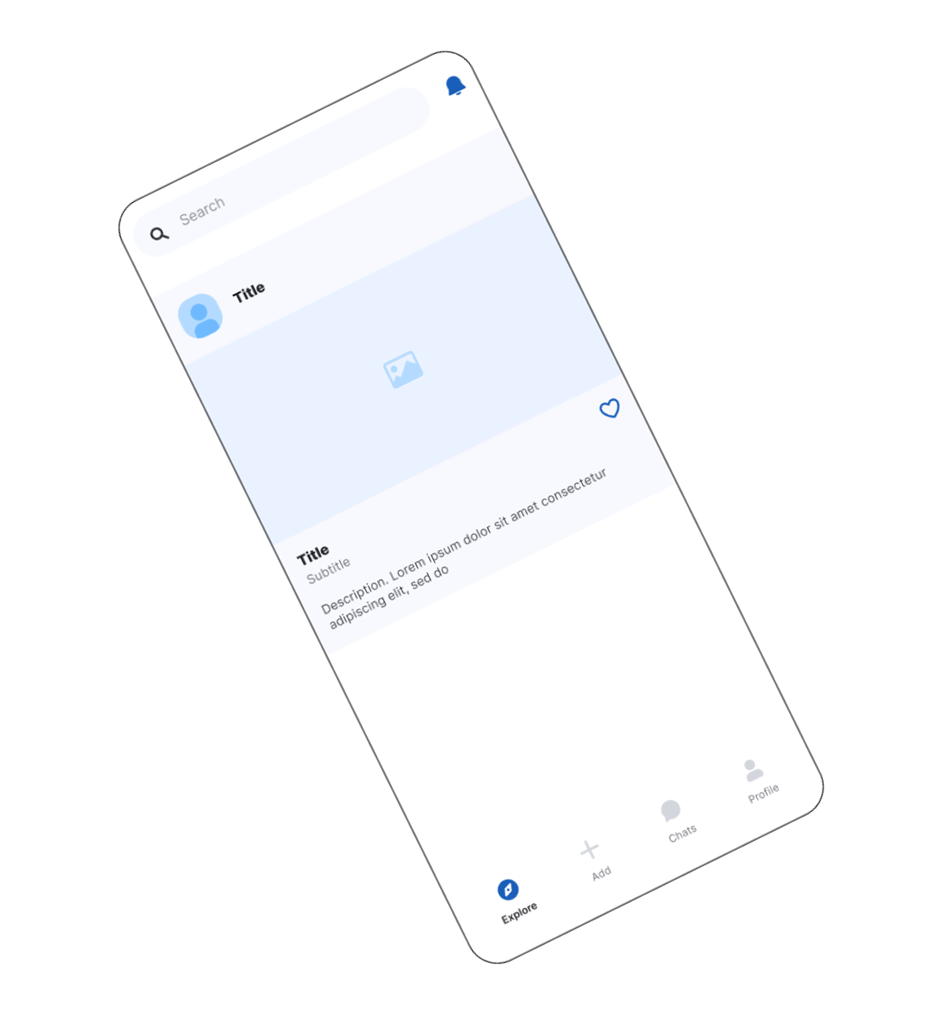 Search
Title
Title
Subtitle
Description. Lorem ipsum dolor sit amet consectetur
adipiscing elit, sed do
Explore
Add
Chats
Profile